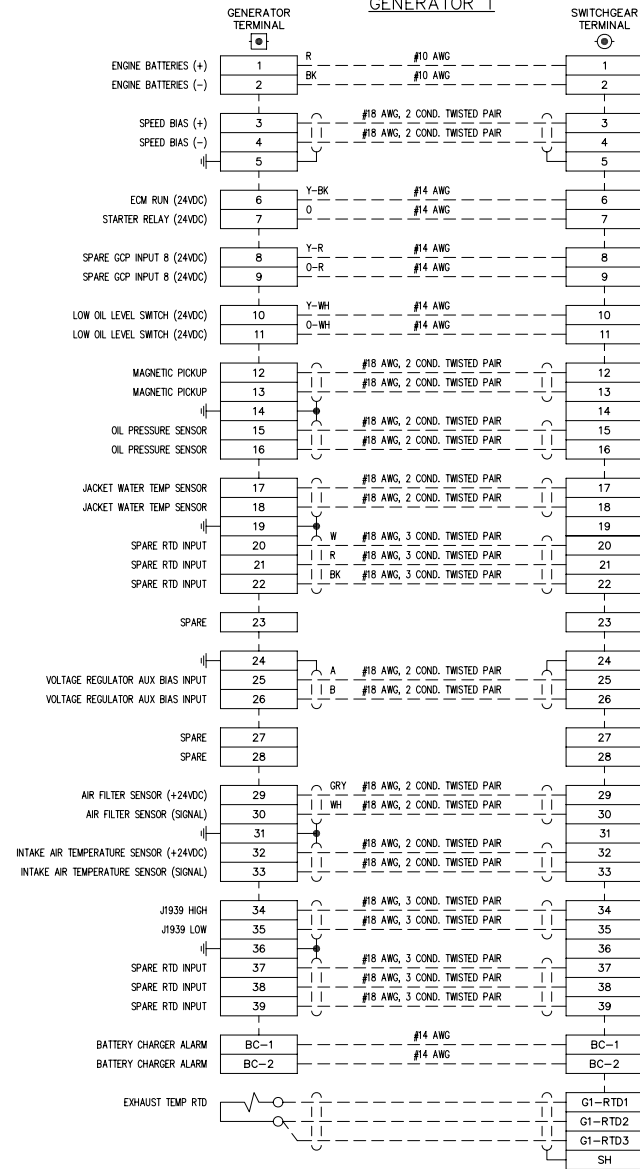 GENERATOR 1
GENERATOR TERMINAL SWITCHGEAR TERMINAL
ENGINE BATTERIES (+) 1 R #10 AWG 1
ENGINE BATTERIES (−) 2 BK #10 AWG 2
SPEED BIAS (+) 3 #18 AWG, 2 COND. TWISTED PAIR 3
SPEED BIAS (−) 4 #18 AWG, 2 COND. TWISTED PAIR 4
5 5
ECM RUN (24VDC) 6 Y-BK #14 AWG 6
STARTER RELAY (24VDC) 7 O #14 AWG 7
SPARE GCP INPUT 8 (24VDC) 8 Y-R #14 AWG 8
SPARE GCP INPUT 8 (24VDC) 9 O-R #14 AWG 9
LOW OIL LEVEL SWITCH (24VDC) 10 Y-WH #14 AWG 10
LOW OIL LEVEL SWITCH (24VDC) 11 O-WH #14 AWG 11
MAGNETIC PICKUP 12 #18 AWG, 2 COND. TWISTED PAIR 12
MAGNETIC PICKUP 13 #18 AWG, 2 COND. TWISTED PAIR 13
14 14
OIL PRESSURE SENSOR 15 #18 AWG, 2 COND. TWISTED PAIR 15
OIL PRESSURE SENSOR 16 #18 AWG, 2 COND. TWISTED PAIR 16
JACKET WATER TEMP SENSOR 17 #18 AWG, 2 COND. TWISTED PAIR 17
JACKET WATER TEMP SENSOR 18 #18 AWG, 2 COND. TWISTED PAIR 18
19 19
SPARE RTD INPUT 20 W #18 AWG, 3 COND. TWISTED PAIR 20
SPARE RTD INPUT 21 R #18 AWG, 3 COND. TWISTED PAIR 21
SPARE RTD INPUT 22 BK #18 AWG, 3 COND. TWISTED PAIR 22
SPARE 23 23
24 24
VOLTAGE REGULATOR AUX BIAS INPUT 25 A #18 AWG, 2 COND. TWISTED PAIR 25
VOLTAGE REGULATOR AUX BIAS INPUT 26 B #18 AWG, 2 COND. TWISTED PAIR 26
SPARE 27 27
SPARE 28 28
AIR FILTER SENSOR (+24VDC) 29 GRY #18 AWG, 2 COND. TWISTED PAIR 29
AIR FILTER SENSOR (SIGNAL) 30 WH #18 AWG, 2 COND. TWISTED PAIR 30
31 31
INTAKE AIR TEMPERATURE SENSOR (+24VDC) 32 #18 AWG, 2 COND. TWISTED PAIR 32
INTAKE AIR TEMPERATURE SENSOR (SIGNAL) 33 #18 AWG, 2 COND. TWISTED PAIR 33
J1939 HIGH 34 #18 AWG, 3 COND. TWISTED PAIR 34
J1939 LOW 35 #18 AWG, 3 COND. TWISTED PAIR 35
36 36
SPARE RTD INPUT 37 #18 AWG, 3 COND. TWISTED PAIR 37
SPARE RTD INPUT 38 #18 AWG, 3 COND. TWISTED PAIR 38
SPARE RTD INPUT 39 #18 AWG, 3 COND. TWISTED PAIR 39
BATTERY CHARGER ALARM BC-1 #14 AWG BC-1
BATTERY CHARGER ALARM BC-2 #14 AWG BC-2
EXHAUST TEMP RTD G1-RTD1
G1-RTD2
G1-RTD3
SH